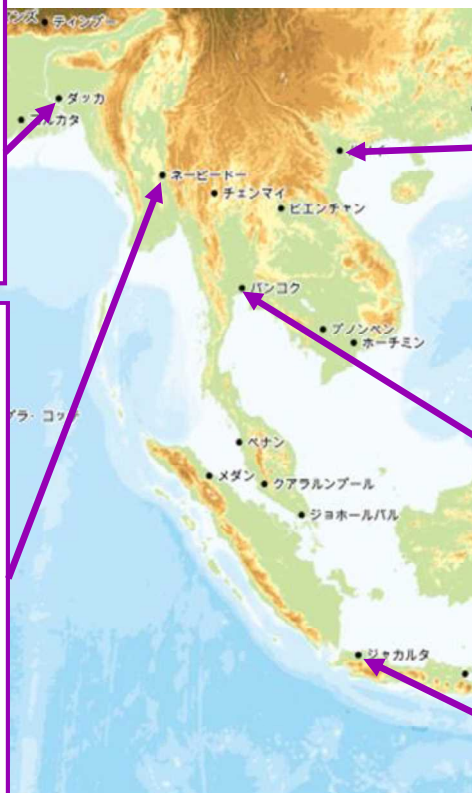 ティンプー
ダッカ
ネーピードー
チェンマイ
ビエンチャン
バンコク
プノンペン
ホーチミン
ペナン
メダン
クアラルンプール
ジョホールバル
ジャカルタ